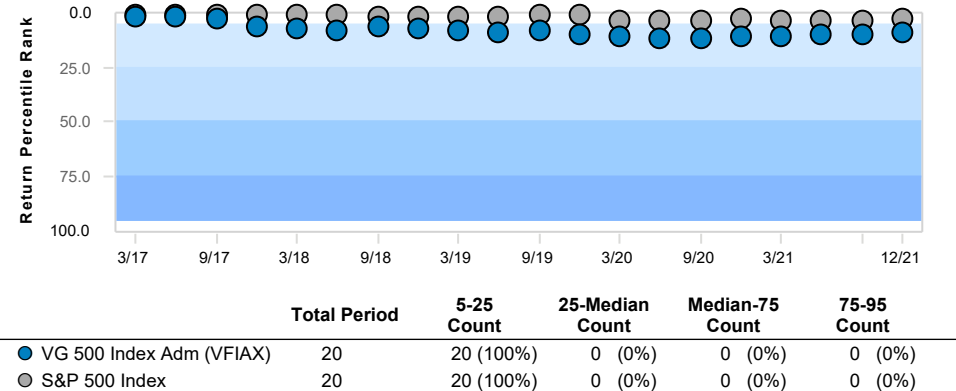 Return Percentile Rank
0.0
25.0
50.0
75.0
100.0
3/17 9/17 3/18 9/18 3/19 9/19 3/20 9/20 3/21 12/21
Total Period 5-25 Count 25-Median Count Median-75 Count 75-95 Count
VG 500 Index Adm (VFIAX) 20 20 (100%) 0 (0%) 0 (0%) 0 (0%)
S&P 500 Index 20 20 (100%) 0 (0%) 0 (0%) 0 (0%)